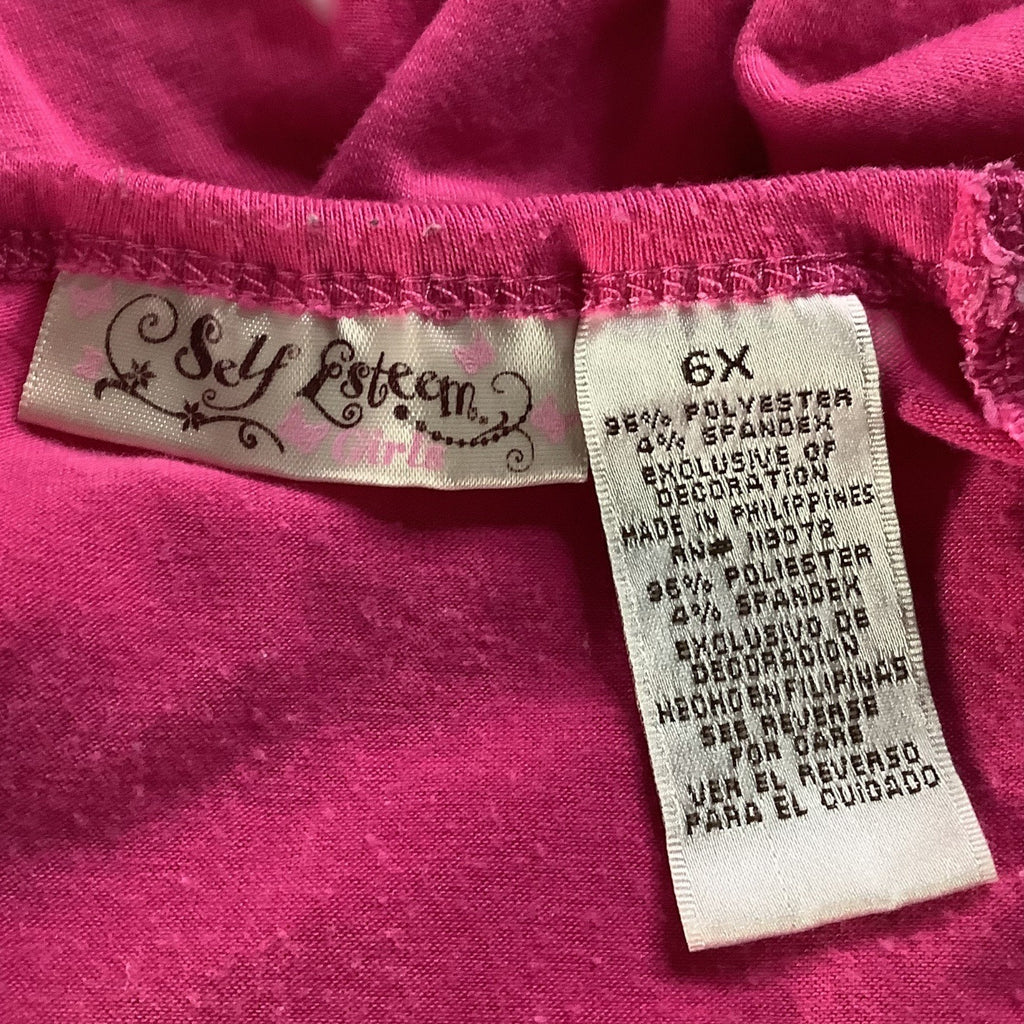 Self Esteem®
Girls
6X
96% POLYESTER
4% SPANDEX
EXCLUSIVE OF
DECORATION
MADE IN PHILIPPINES
RN# 119072
96% POLIESTER
4% SPANDEX
EXCLUSIVO DE
DECORACION
HECHO EN FILIPINAS
SEE REVERSE
FOR CARE
VER EL REVERSO
PARA EL CUIDADO